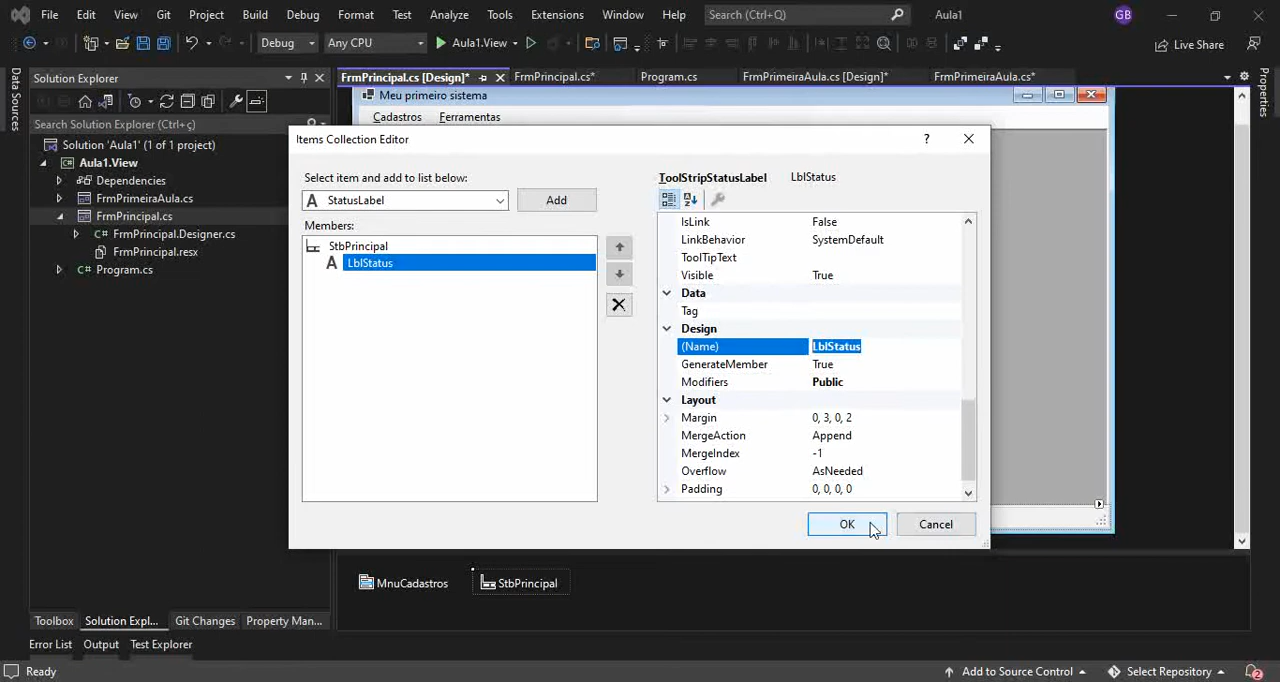 File Edit View Git Project Build Debug Format Test Analyze Tools Extensions Window Help Search (Ctrl+Q) Aula1 GB
Debug Any CPU Aula1.View Live Share
Data Sources
Solution Explorer
Search Solution Explorer (Ctrl+ç)
Solution 'Aula1' (1 of 1 project)
Aula1.View
Dependencies
FrmPrimeiraAula.cs
FrmPrincipal.cs
FrmPrincipal.Designer.cs
FrmPrincipal.resx
Program.cs
FrmPrincipal.cs [Design]* FrmPrincipal.cs* Program.cs FrmPrimeiraAula.cs [Design]* FrmPrimeiraAula.cs*
Properties
Meu primeiro sistema
Cadastros Ferramentas
Items Collection Editor ?
Select item and add to list below:
StatusLabel Add
Members:
StbPrincipal
LblStatus
ToolStripStatusLabel LblStatus
IsLink False
LinkBehavior SystemDefault
ToolTipText
Visible True
Data
Tag
Design
(Name) LblStatus
GenerateMember True
Modifiers Public
Layout
Margin 0, 3, 0, 2
MergeAction Append
MergeIndex -1
Overflow AsNeeded
Padding 0, 0, 0, 0
OK Cancel
MnuCadastros StbPrincipal
Toolbox Solution Expl... Git Changes Property Man...
Error List Output Test Explorer
Ready Add to Source Control Select Repository 2